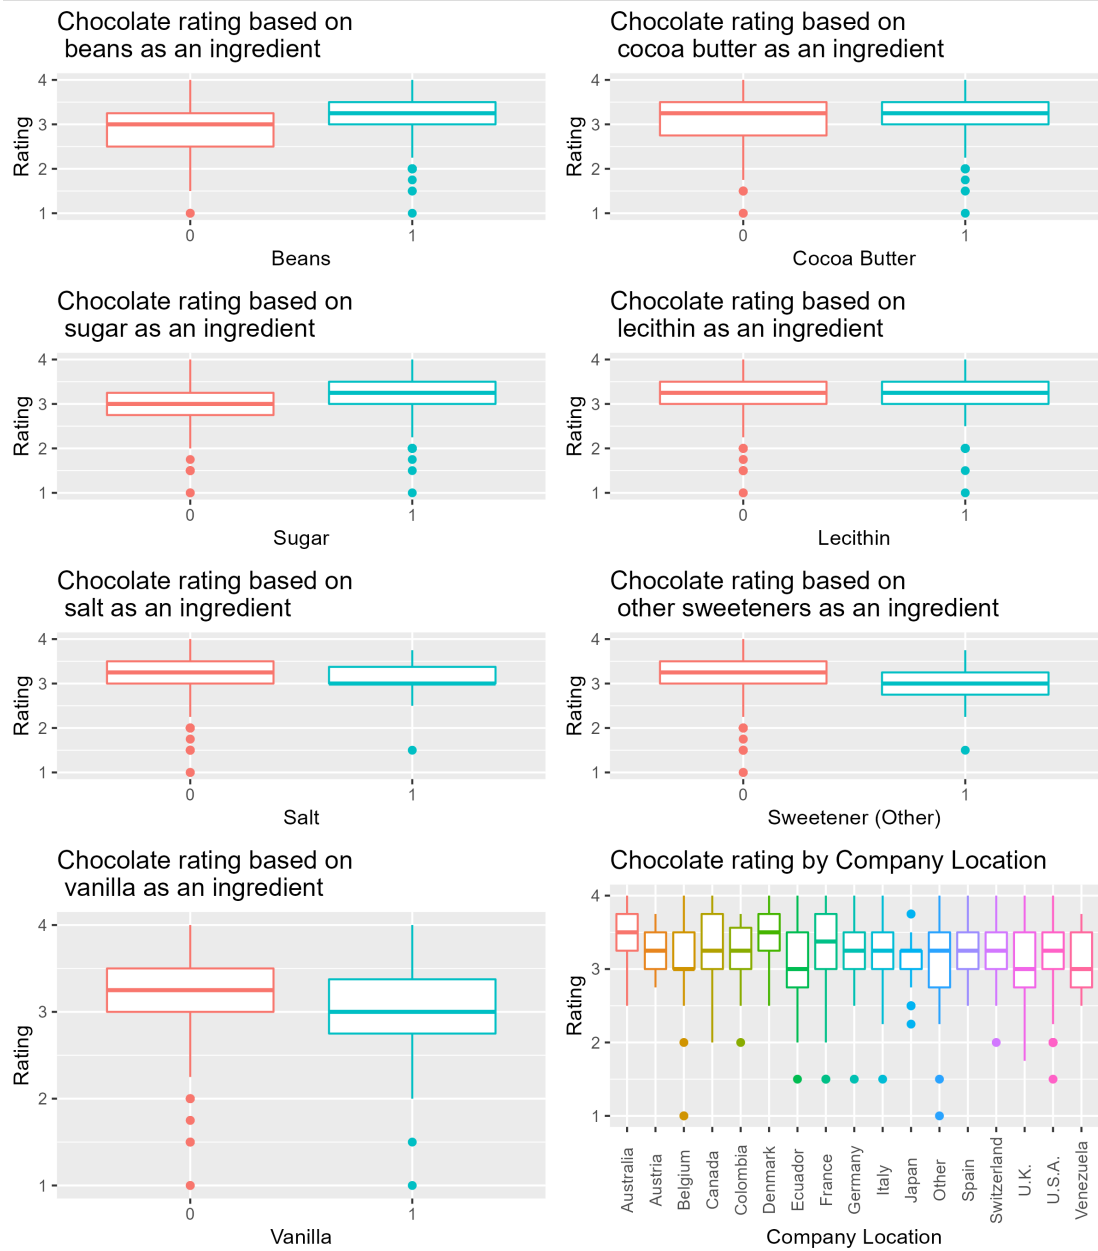 Chocolate rating based on
beans as an ingredient
4
3
2
1
Rating
0
1
Beans
Chocolate rating based on
cocoa butter as an ingredient
4
3
2
1
Rating
0
1
Cocoa Butter
Chocolate rating based on
sugar as an ingredient
4
3
2
1
Rating
0
1
Sugar
Chocolate rating based on
lecithin as an ingredient
4
3
2
1
Rating
0
1
Lecithin
Chocolate rating based on
salt as an ingredient
4
3
2
1
Rating
0
1
Salt
Chocolate rating based on
other sweeteners as an ingredient
4
3
2
1
Rating
0
1
Sweetener (Other)
Chocolate rating based on
vanilla as an ingredient
4
3
2
1
Rating
0
1
Vanilla
Chocolate rating by Company Location
4
3
2
1
Rating
Australia
Austria
Belgium
Canada
Colombia
Denmark
Ecuador
France
Germany
Italy
Japan
Other
Spain
Switzerland
U.K.
U.S.A.
Venezuela
Company Location